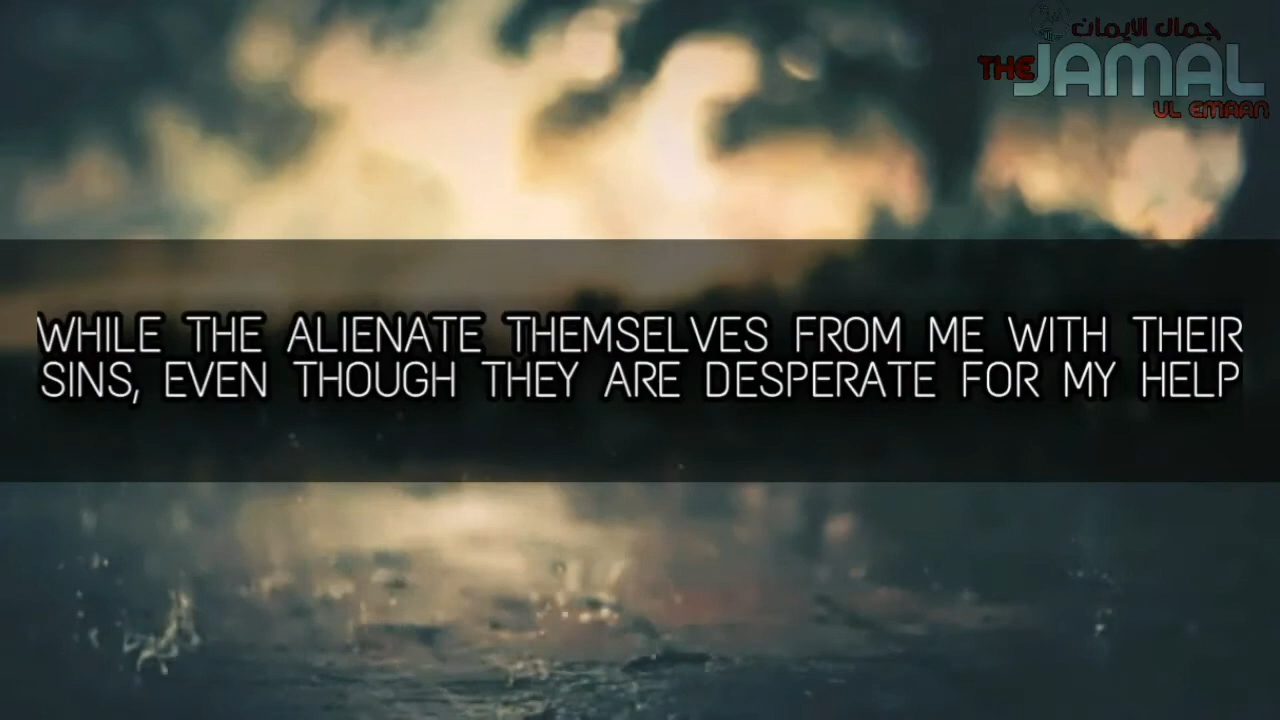 جمال الايمان
THE JAMAL
UL EMAAN
WHILE THE ALIENATE THEMSELVES FROM ME WITH THEIR
SINS, EVEN THOUGH THEY ARE DESPERATE FOR MY HELP